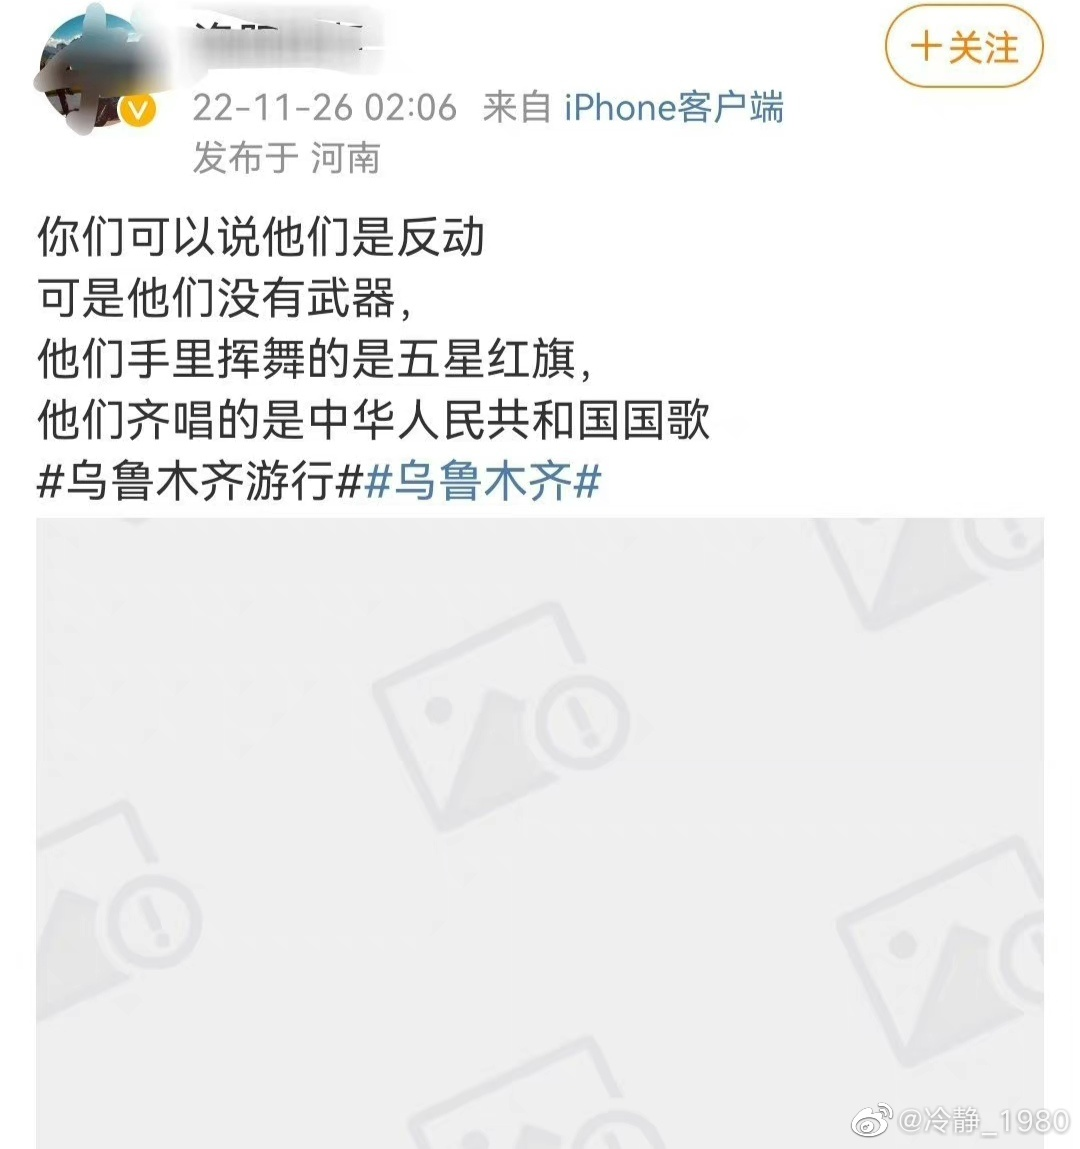 +关注
22-11-26 02:06 来自 iPhone客户端
发布于 河南
你们可以说他们是反动
可是他们没有武器，
他们手里挥舞的是五星红旗，
他们齐唱的是中华人民共和国国歌
#乌鲁木齐游行##乌鲁木齐#
@冷静_1980